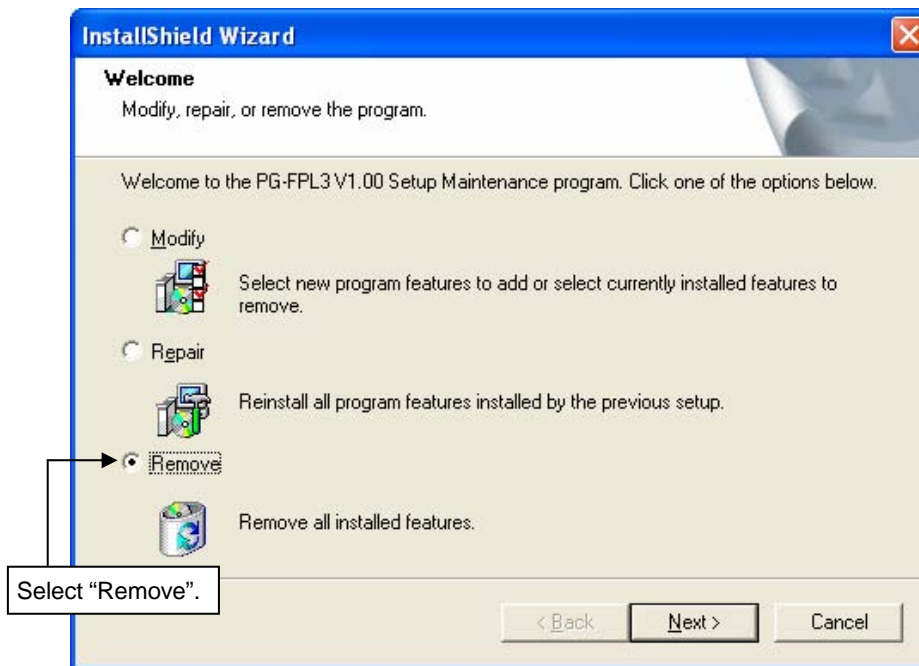 InstallShield Wizard
Welcome
Modify, repair, or remove the program.
Welcome to the PG-FPL3 V1.00 Setup Maintenance program. Click one of the options below.
Modify
Select new program features to add or select currently installed features to
remove.
Repair
Reinstall all program features installed by the previous setup.
Remove
Remove all installed features.
Select “Remove”.
< Back
Next >
Cancel